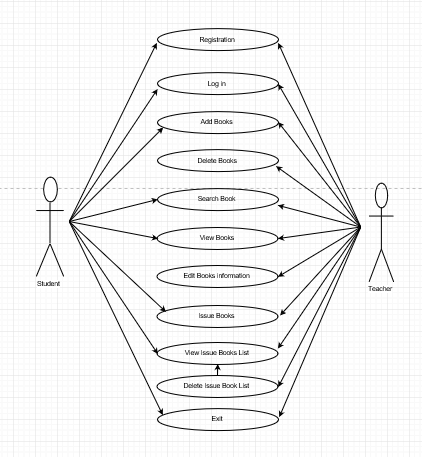 Registration
Log in
Add Books
Delete Books
Search Book
View Books
Edit Books Information
Issue Books
View Issue Books List
Delete Issue Book List
Exit
Student
Teacher